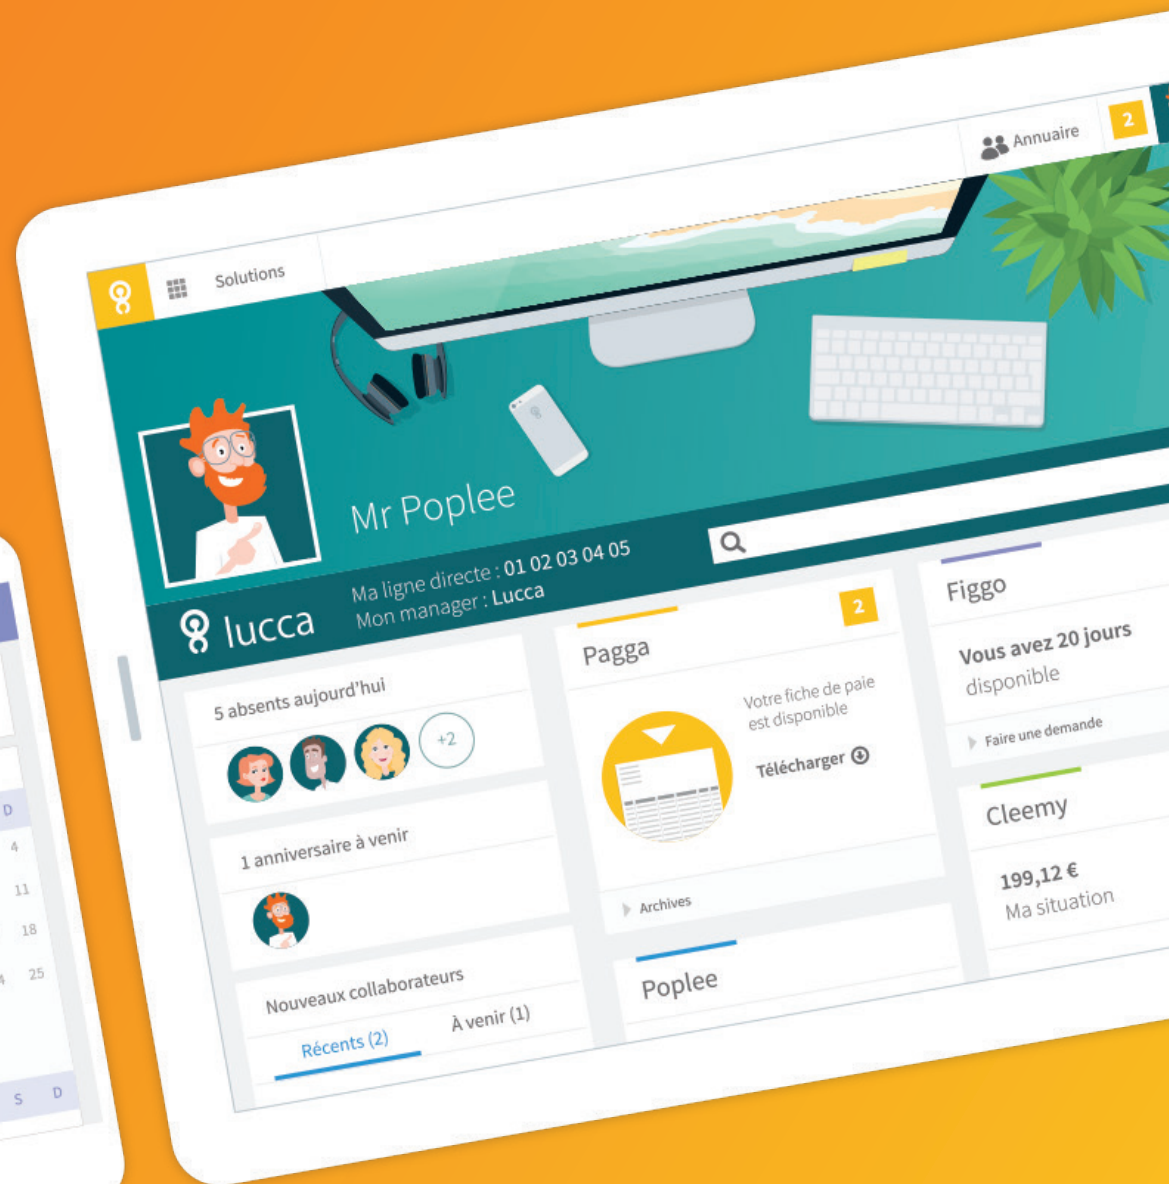 Solutions
Annuaire
2
Mr Poplee
lucca
Ma ligne directe : 01 02 03 04 05
Mon manager : Lucca
5 absents aujourd'hui
+2
1 anniversaire à venir
Nouveaux collaborateurs
Récents (2)
À venir (1)
Pagga
2
Votre fiche de paie
est disponible
Télécharger
Archives
Poplee
Figgo
Vous avez 20 jours
disponible
Faire une demande
Cleemy
199,12 €
Ma situation
D
4
11
18
25
S D